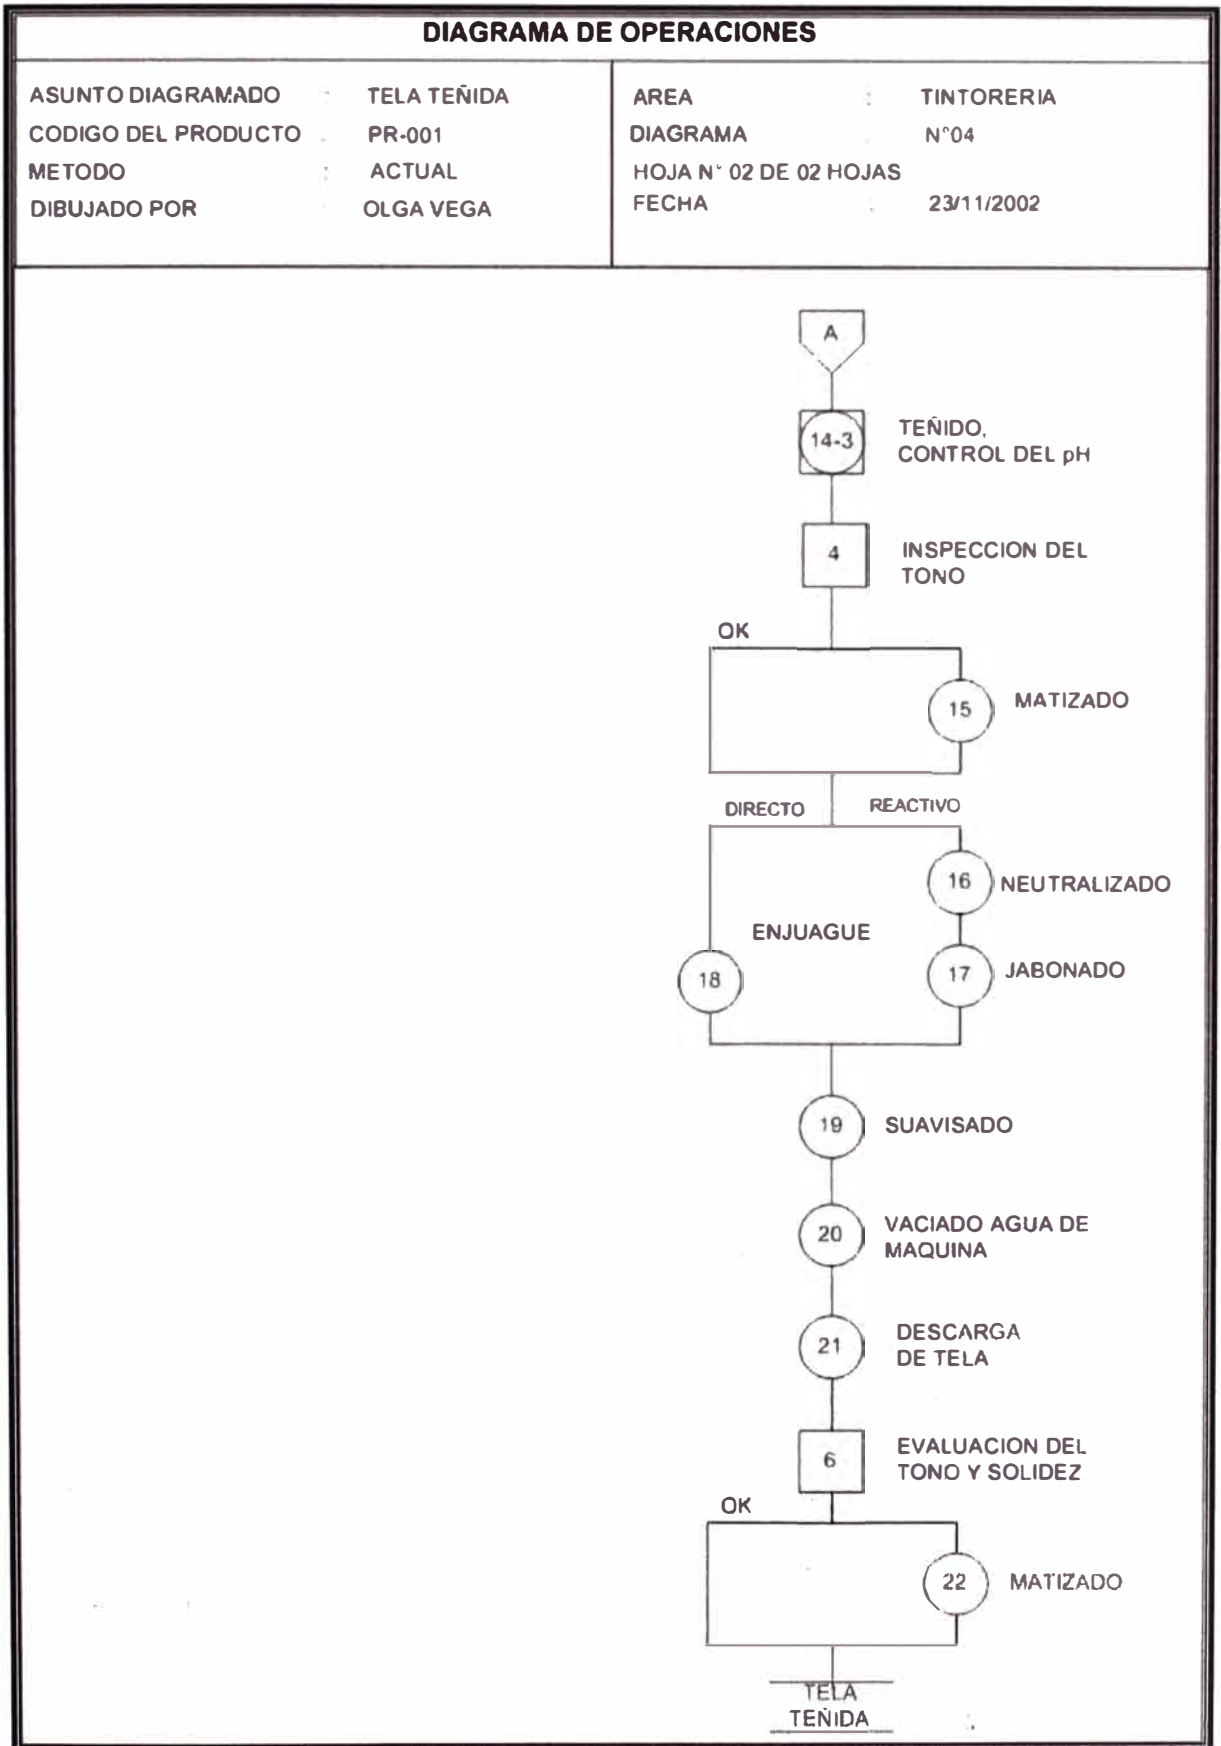 DIAGRAMA DE OPERACIONES
ASUNTO DIAGRAMADO : TELA TEÑIDA
CODIGO DEL PRODUCTO : PR-001
METODO : ACTUAL
DIBUJADO POR OLGA VEGA
AREA : TINTORERIA
DIAGRAMA N°04
HOJA N° 02 DE 02 HOJAS
FECHA : 23/11/2002
A
14-3 TEÑIDO,
CONTROL DEL pH
4 INSPECCION DEL
TONO
OK
15 MATIZADO
DIRECTO REACTIVO
16 NEUTRALIZADO
ENJUAGUE
18 17 JABONADO
19 SUAVISADO
20 VACIADO AGUA DE
MAQUINA
21 DESCARGA
DE TELA
6 EVALUACION DEL
TONO Y SOLIDEZ
OK
22 MATIZADO
TELA
TEÑIDA